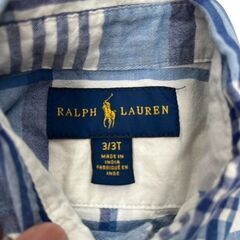 RALPH LAUREN
3/3T
MADE IN
INDIA
FABRIQUÉ EN
INDE